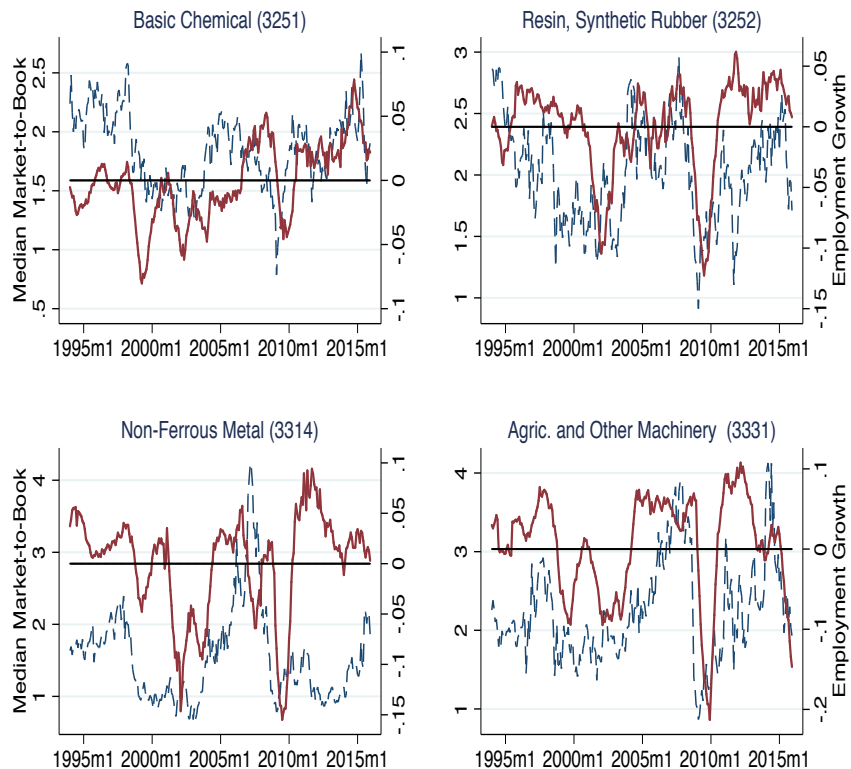 Basic Chemical (3251)
Resin, Synthetic Rubber (3252)
Median Market-to-Book
.5 1 1.5 2 2.5
-.1 -.05 0 .05 .1
1 1.5 2 2.5 3
-.15 -.1 -.05 0 .05
Employment Growth
1995m1 2000m1 2005m1 2010m1 2015m1
1995m1 2000m1 2005m1 2010m1 2015m1
Non-Ferrous Metal (3314)
Agric. and Other Machinery (3331)
Median Market-to-Book
1 2 3 4
-.15 -.1 -.05 0 .05 .1
1 2 3 4
-.2 -.1 0 .1
Employment Growth
1995m1 2000m1 2005m1 2010m1 2015m1
1995m1 2000m1 2005m1 2010m1 2015m1